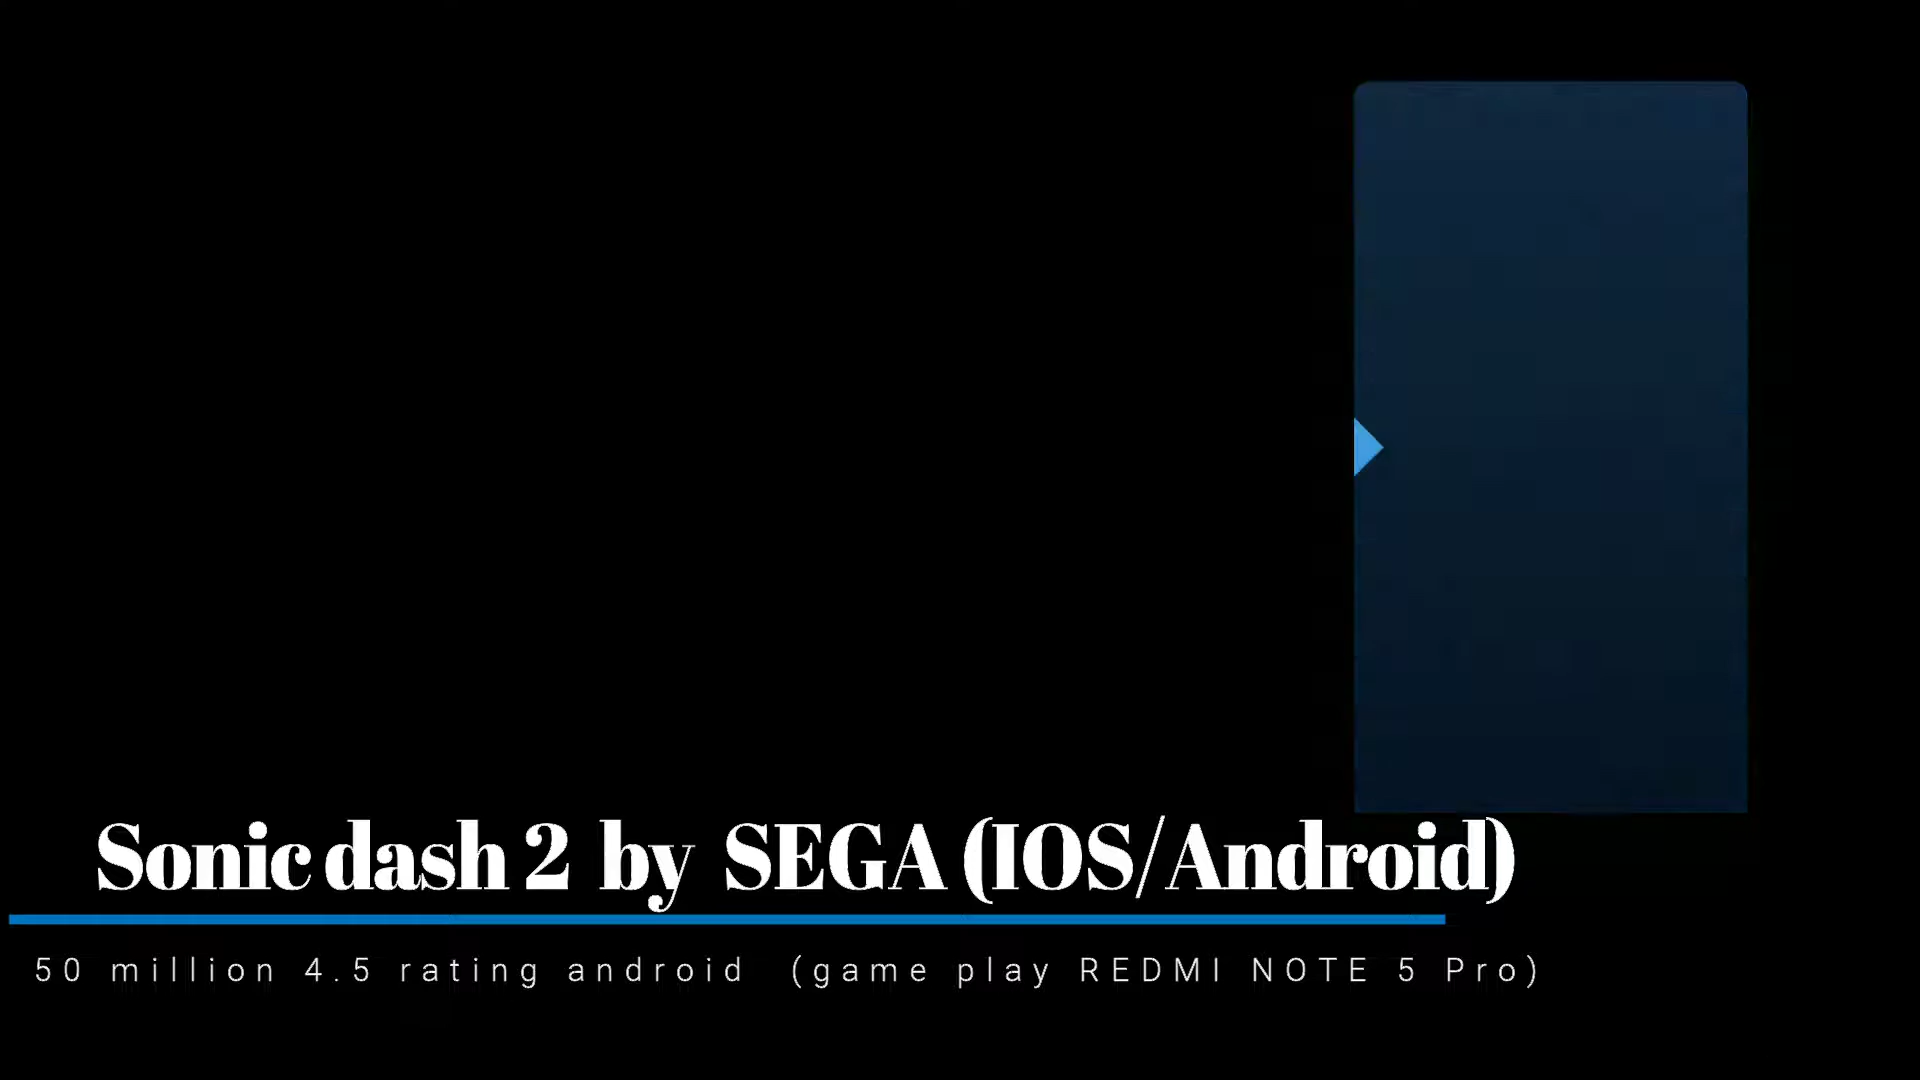 Sonic dash 2 by SEGA (IOS/Android)
50 million 4.5 rating android (game play REDMI NOTE 5 Pro)